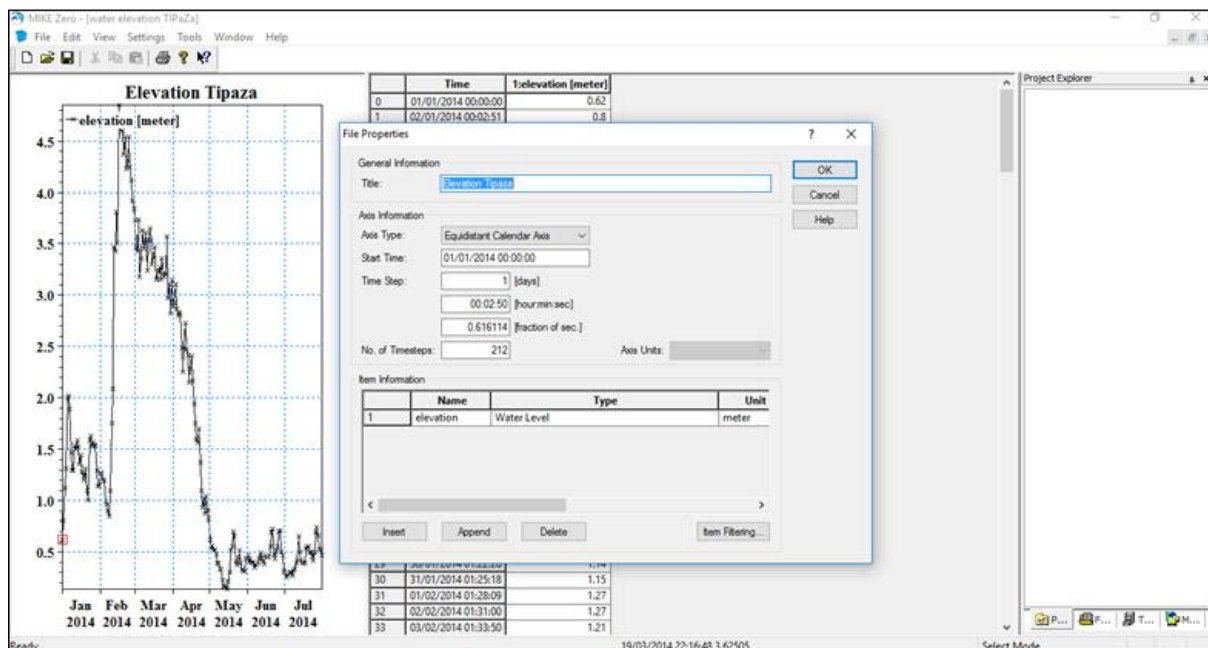 MIKE Zero - [water elevation TIPaZa]
File Edit View Settings Tools Window Help
Elevation Tipaza
elevation [meter]
4.5
4.0
3.5
3.0
2.5
2.0
1.5
1.0
0.5
Jan Feb Mar Apr May Jun Jul
2014 2014 2014 2014 2014 2014 2014
Time 1:elevation [meter]
0 01/01/2014 00:00:00 0.62
1 02/01/2014 00:02:51 0.8
File Properties
General Information
Title: Elevation Tipaza
OK
Cancel
Help
Axis Information
Axis Type: Equidistant Calendar Axis
Start Time: 01/01/2014 00:00:00
Time Step: 1 [days]
00:02:50 [hour:min:sec]
0.616114 [fraction of sec.]
No. of Timesteps: 212 Axis Units:
Item Information
Name Type Unit
1 elevation Water Level meter
Insert Append Delete Item Filtering...
30 31/01/2014 01:25:18 1.15
31 01/02/2014 01:28:09 1.27
32 02/02/2014 01:31:00 1.27
33 03/02/2014 01:33:50 1.21
Project Explorer
P... F... T... M...
Ready 19/03/2014 22:16:48 3.62505 Select Mode